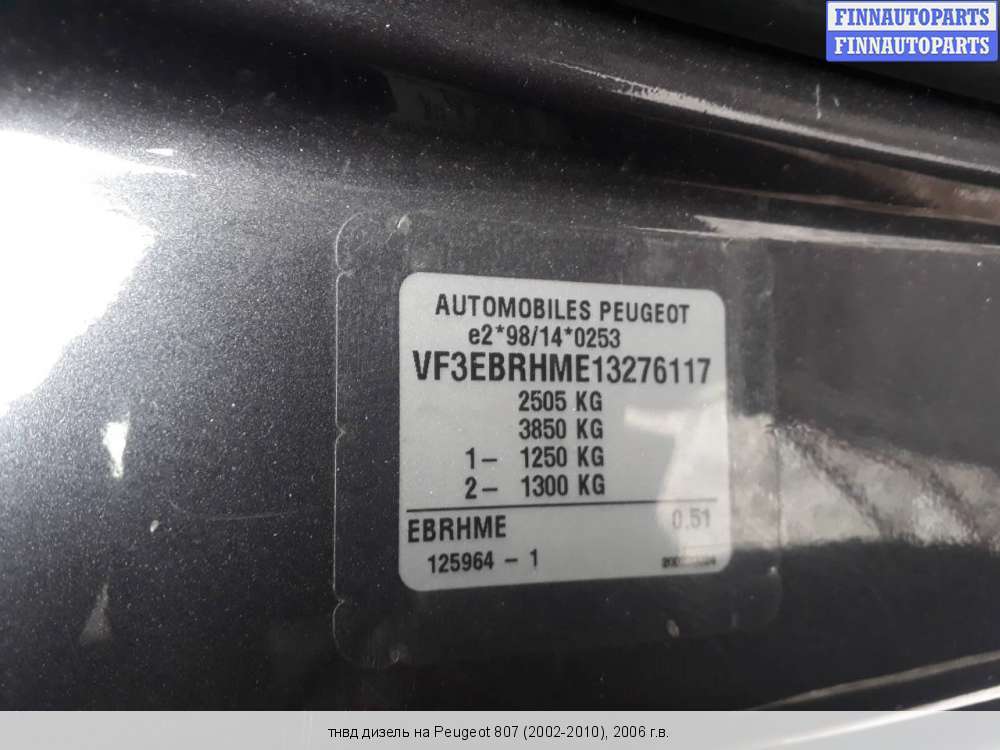 FINNAUTOPARTS
FINNAUTOPARTS
AUTOMOBILES PEUGEOT
e2*98/14*0253
VF3EBRHME13276117
2505 KG
3850 KG
1- 1250 KG
2- 1300 KG
EBRHME 0,51
125964 - 1
тнвд дизель на Peugeot 807 (2002-2010), 2006 г.в.